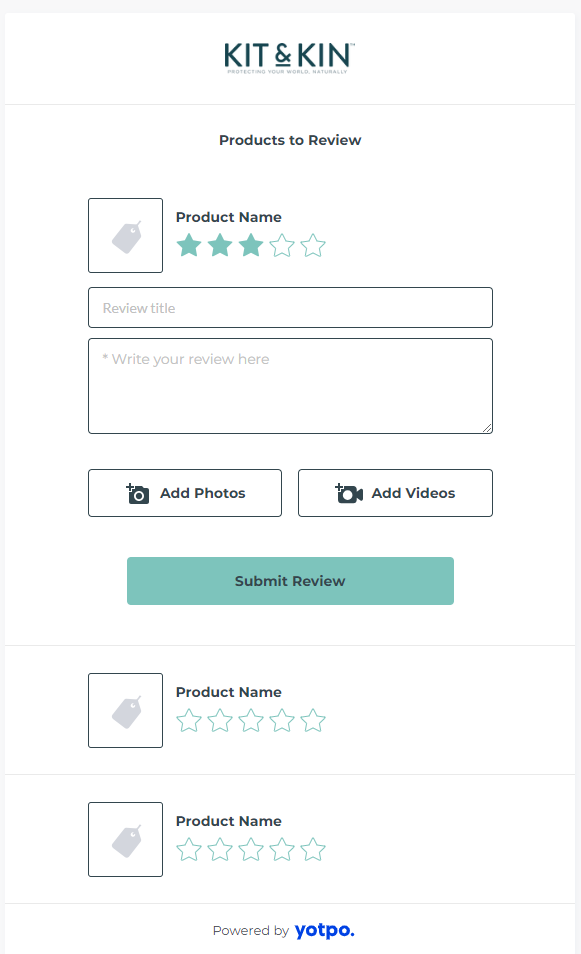 KIT & KIN™
PROTECTING YOUR WORLD, NATURALLY
Products to Review
Product Name
Review title
* Write your review here
Add Photos
Add Videos
Submit Review
Product Name
Product Name
Powered by yotpo.